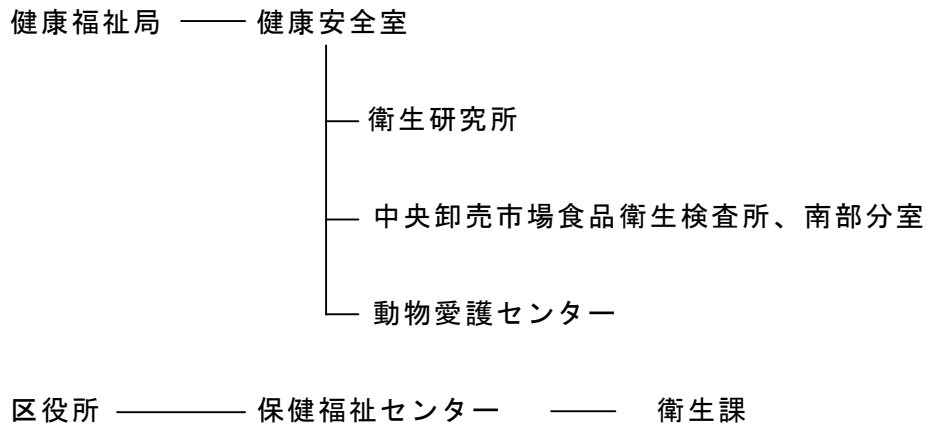 健康福祉局 健康安全室
衛生研究所
中央卸売市場食品衛生検査所、南部分室
動物愛護センター
区役所 保健福祉センター 衛生課